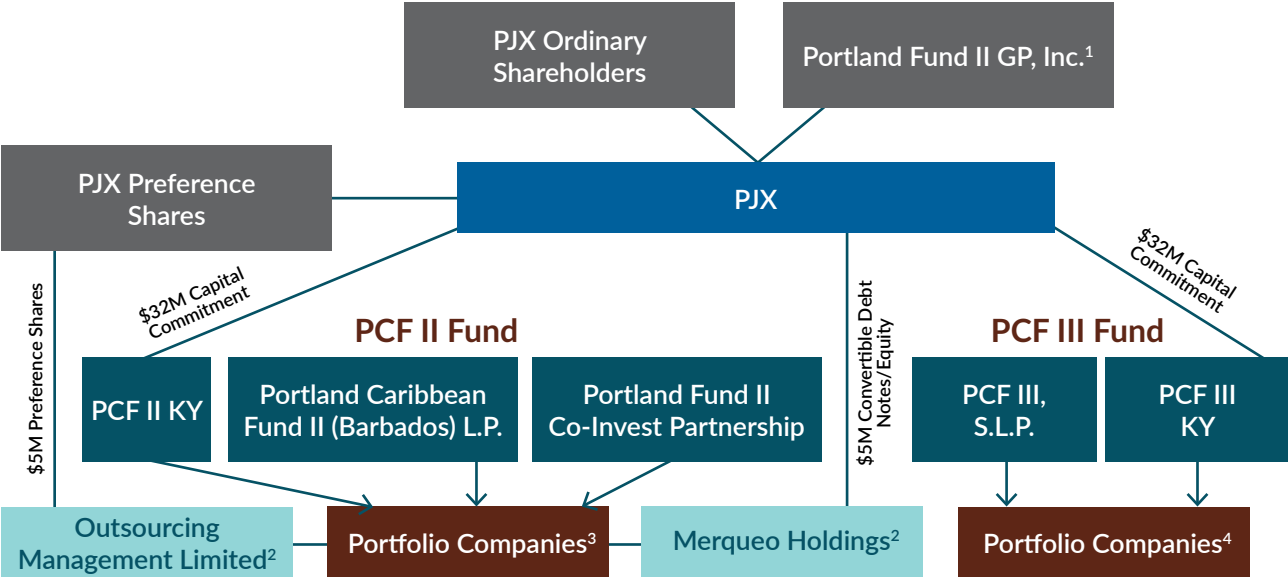 PJX Ordinary
Shareholders
Portland Fund II GP, Inc.¹
PJX Preference
Shares
PJX
$5M Preference Shares
$32M Capital
Commitment
$5M Convertible Debt
Notes/Equity
$32M Capital
Commitment
PCF II Fund
PCF III Fund
PCF II KY
Portland Caribbean
Fund II (Barbados) L.P.
Portland Fund II
Co-Invest Partnership
PCF III,
S.L.P.
PCF III
KY
Outsourcing
Management Limited²
Portfolio Companies³
Merqueo Holdings²
Portfolio Companies⁴